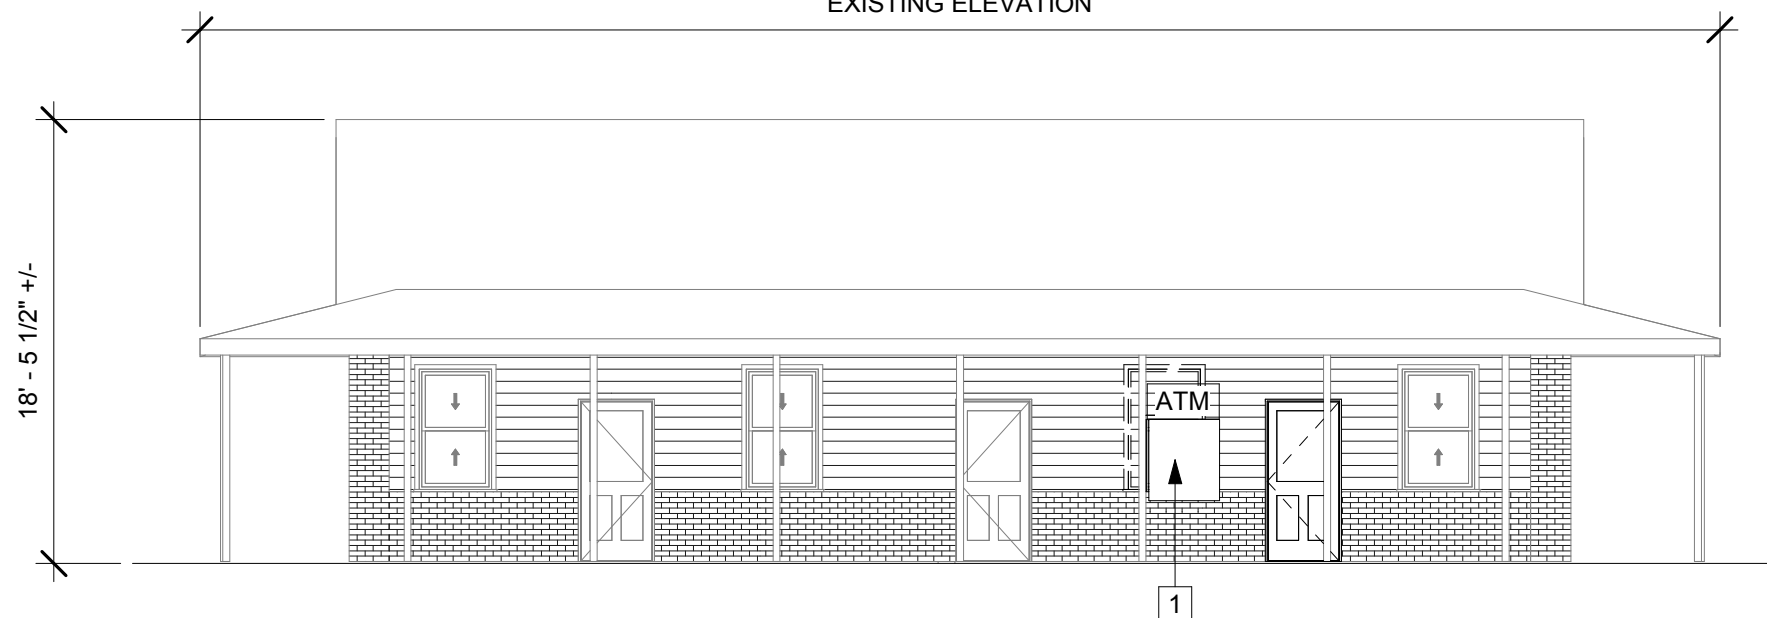 EXISTING ELEVATION
18' - 5 1/2" +/-
ATM
1